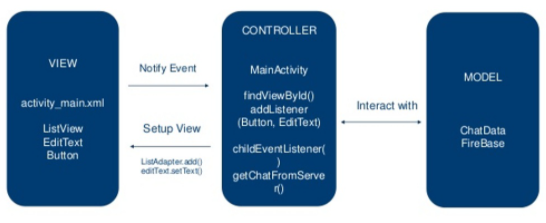 VIEW
activity_main.xml
ListView
EditText
Button
Notify Event
Setup View
ListAdapter.add()
editText.setText()
CONTROLLER
MainActivity
findViewById()
addListener
(Button, EditText)
childEventListener(
)
getChatFromServe
r()
Interact with
MODEL
ChatData
FireBase